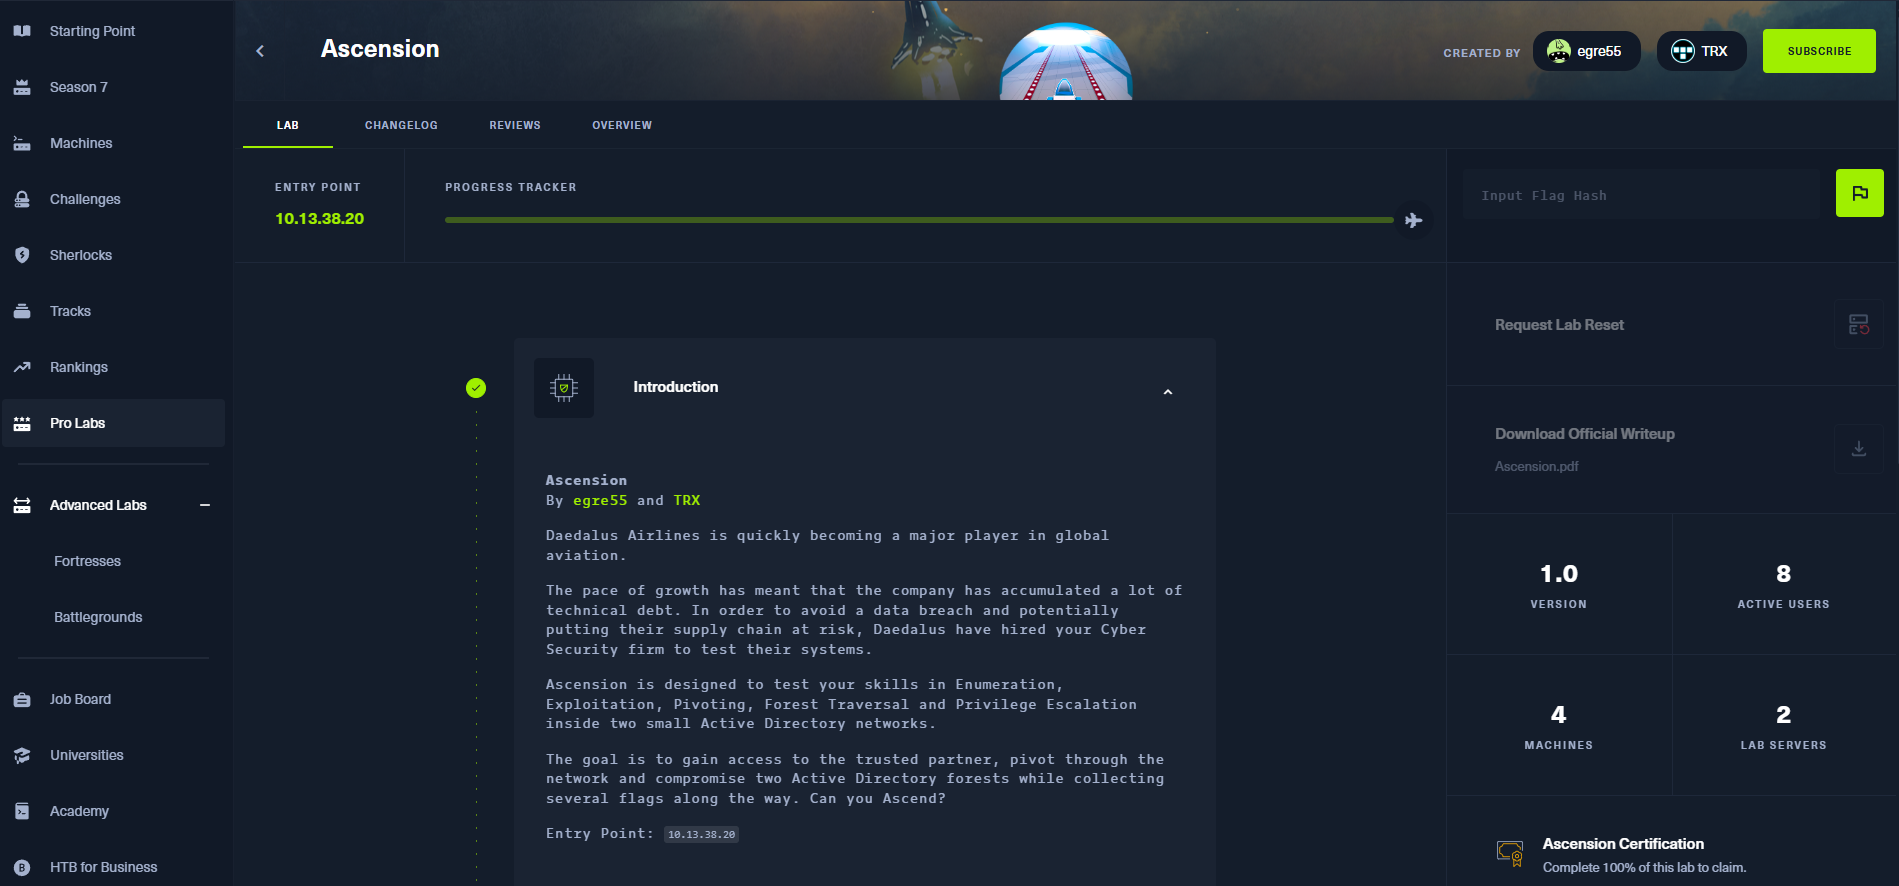 Starting Point
Season 7
Machines
Challenges
Sherlocks
Tracks
Rankings
Pro Labs
Advanced Labs
Fortresses
Battlegrounds
Job Board
Universities
Academy
B HTB for Business
Ascension
CREATED BY egre55 TRX SUBSCRIBE
LAB CHANGELOG REVIEWS OVERVIEW
ENTRY POINT
10.13.38.20
PROGRESS TRACKER
Introduction
Ascension
By egre55 and TRX
Daedalus Airlines is quickly becoming a major player in global
aviation.
The pace of growth has meant that the company has accumulated a lot of
technical debt. In order to avoid a data breach and potentially
putting their supply chain at risk, Daedalus have hired your Cyber
Security firm to test their systems.
Ascension is designed to test your skills in Enumeration,
Exploitation, Pivoting, Forest Traversal and Privilege Escalation
inside two small Active Directory networks.
The goal is to gain access to the trusted partner, pivot through the
network and compromise two Active Directory forests while collecting
several flags along the way. Can you Ascend?
Entry Point: 10.13.38.20
Input Flag Hash
Request Lab Reset
Download Official Writeup
Ascension.pdf
1.0
VERSION
8
ACTIVE USERS
4
MACHINES
2
LAB SERVERS
Ascension Certification
Complete 100% of this lab to claim.